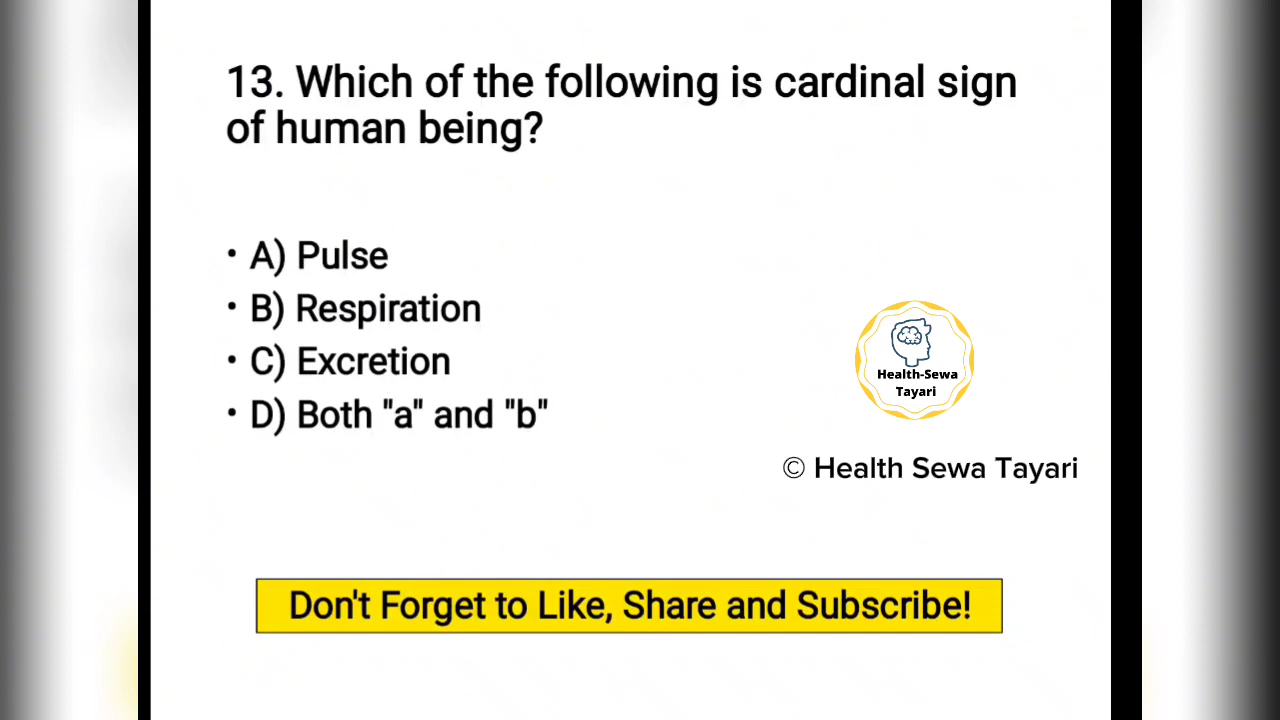 13. Which of the following is cardinal sign
of human being?
• A) Pulse
• B) Respiration
• C) Excretion
• D) Both "a" and "b"
Health-Sewa
Tayari
© Health Sewa Tayari
Don't Forget to Like, Share and Subscribe!